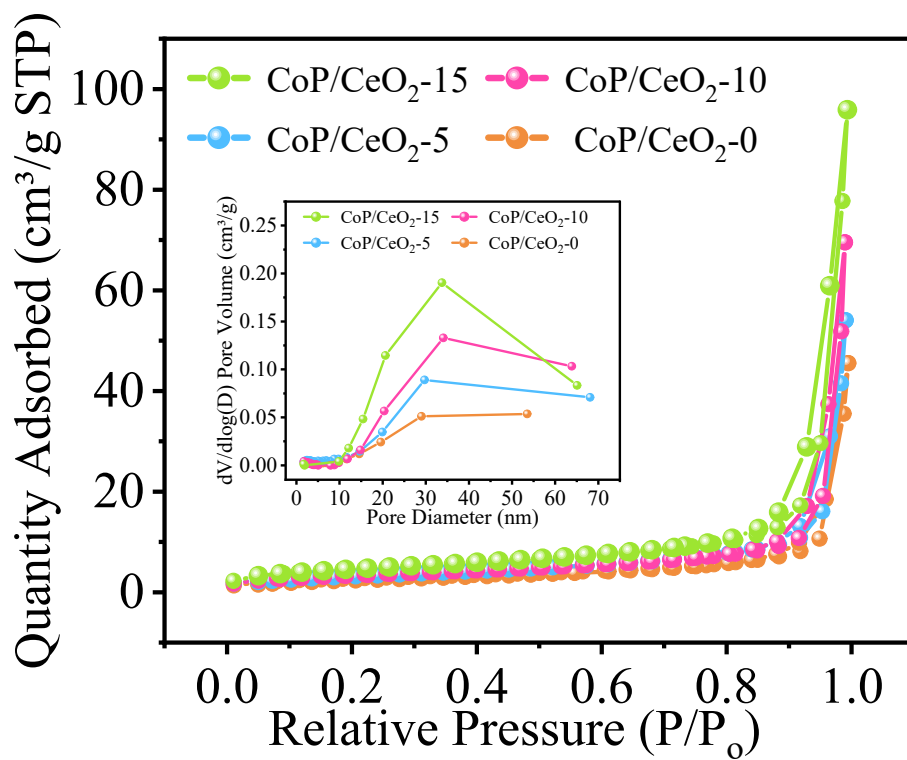 Quantity Adsorbed (cm³/g STP)
100
80
60
40
20
0
CoP/CeO₂-15
CoP/CeO₂-10
CoP/CeO₂-5
CoP/CeO₂-0
dV/dlog(D) Pore Volume (cm³/g)
0.25
0.20
0.15
0.10
0.05
0.00
CoP/CeO₂-15
CoP/CeO₂-10
CoP/CeO₂-5
CoP/CeO₂-0
0 10 20 30 40 50 60 70
Pore Diameter (nm)
0.0 0.2 0.4 0.6 0.8 1.0
Relative Pressure (P/Pₒ)